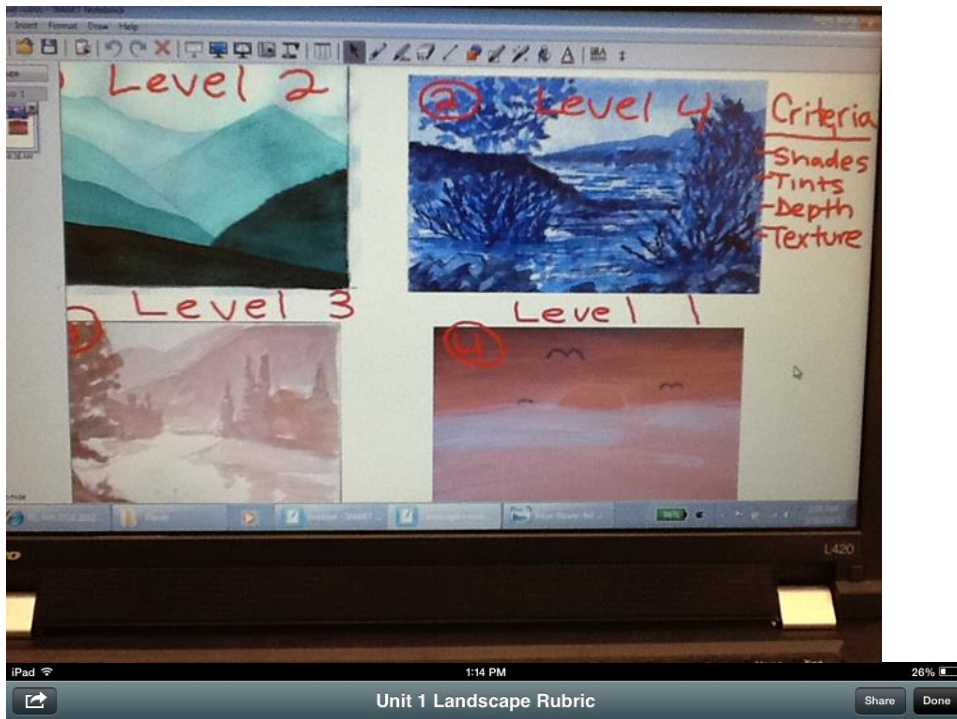 Insert Format Draw Help
Level 2
2 Level 4
Criteria
- Shades
- Tints
- Depth
- Texture
Level 3
Level 1
4
L420
iPad 1:14 PM 26%
Unit 1 Landscape Rubric Share Done